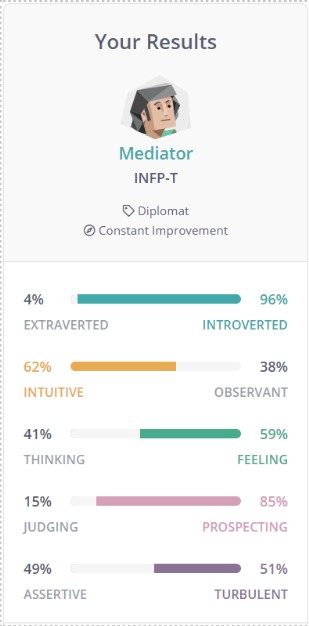 Your Results
Mediator
INFP-T
Diplomat
Constant Improvement
4% 96%
EXTRAVERTED INTROVERTED
62% 38%
INTUITIVE OBSERVANT
41% 59%
THINKING FEELING
15% 85%
JUDGING PROSPECTING
49% 51%
ASSERTIVE TURBULENT